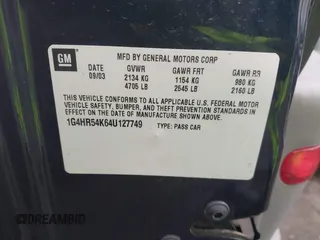 GM
MFD BY GENERAL MOTORS CORP
DATE GVWR GAWR FRT GAWR RR
09/03 2134 KG 1154 KG 980 KG
4705 LB 2545 LB 2160 LB
THIS VEHICLE CONFORMS TO ALL APPLICABLE U.S. FEDERAL MOTOR
VEHICLE SAFETY, BUMPER, AND THEFT PREVENTION STANDARDS IN
EFFECT ON THE DATE OF MANUFACTURE SHOWN ABOVE.
1G4HR54K64U127749 TYPE: PASS CAR
DREAMBID